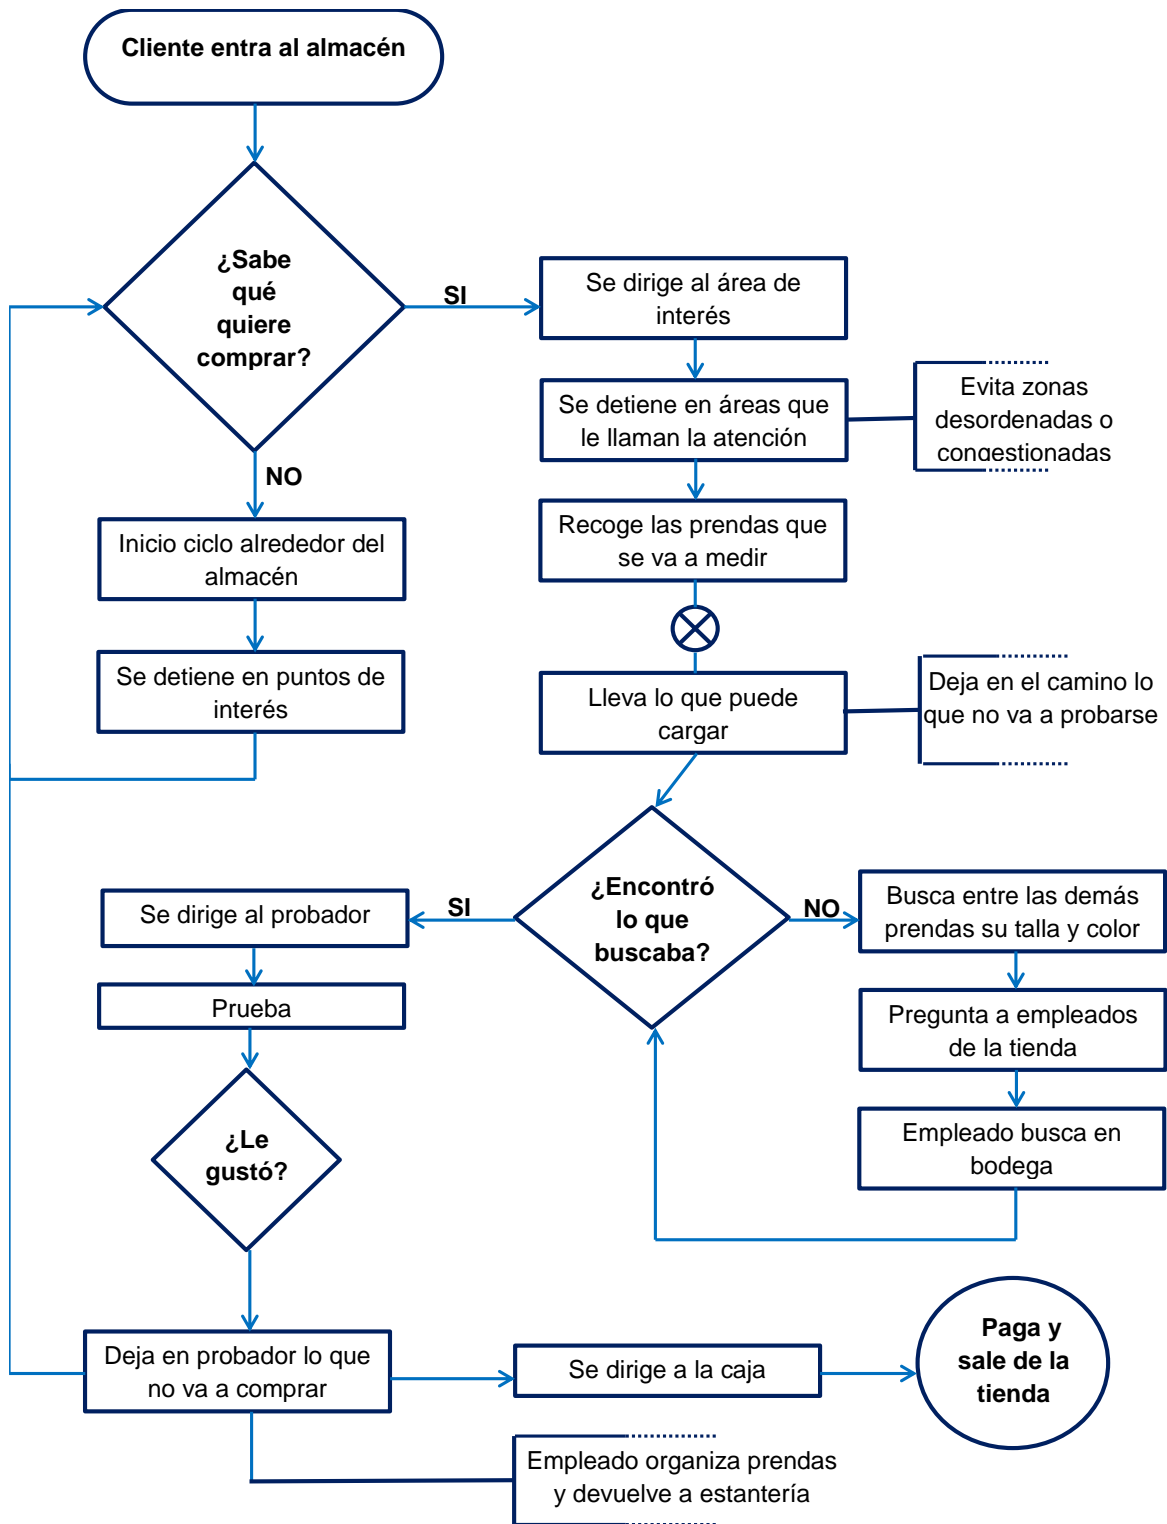 Cliente entra al almacén
¿Sabe
qué
quiere
comprar?
SI
NO
Se dirige al área de
interés
Se detiene en áreas que
le llaman la atención
Evita zonas
desordenadas o
congestionadas
Recoge las prendas que
se va a medir
Inicio ciclo alrededor del
almacén
Se detiene en puntos de
interés
Lleva lo que puede
cargar
Deja en el camino lo
que no va a probarse
¿Encontró
lo que
buscaba?
SI
NO
Se dirige al probador
Busca entre las demás
prendas su talla y color
Prueba
Pregunta a empleados
de la tienda
Empleado busca en
bodega
¿Le
gustó?
Deja en probador lo que
no va a comprar
Se dirige a la caja
Paga y
sale de la
tienda
Empleado organiza prendas
y devuelve a estantería